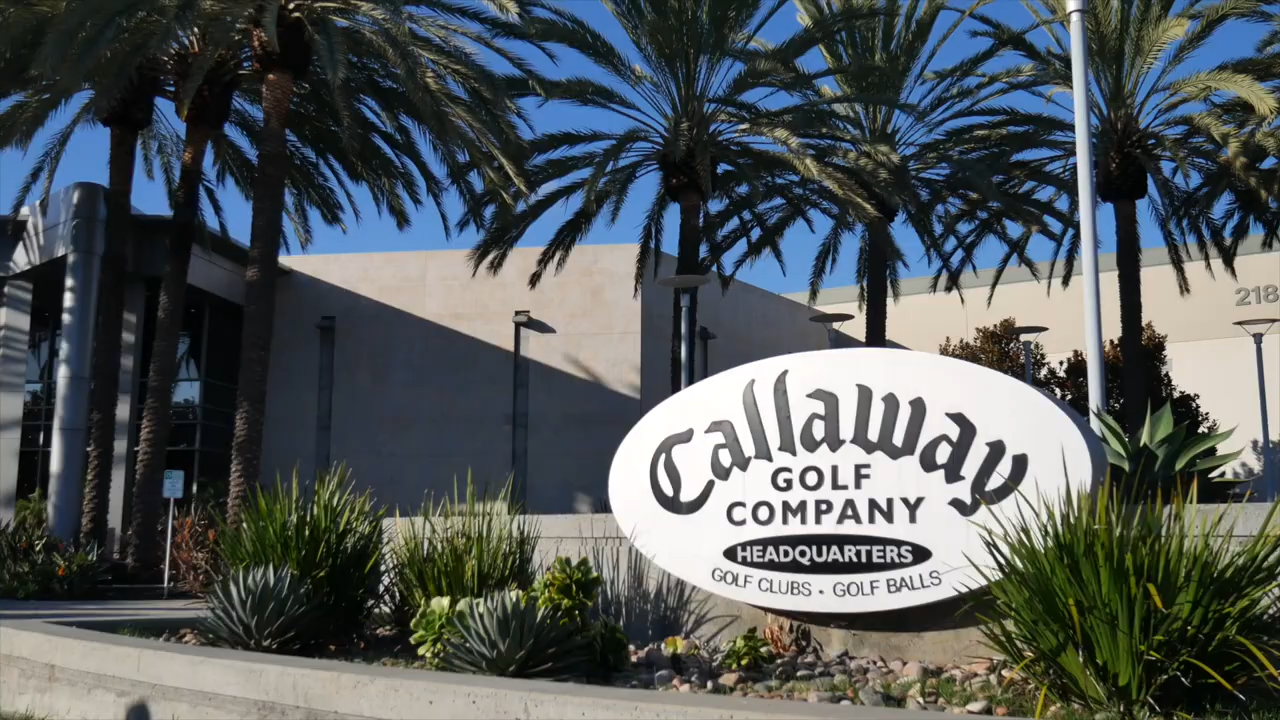 218
Callaway
GOLF
COMPANY
HEADQUARTERS
GOLF CLUBS · GOLF BALLS